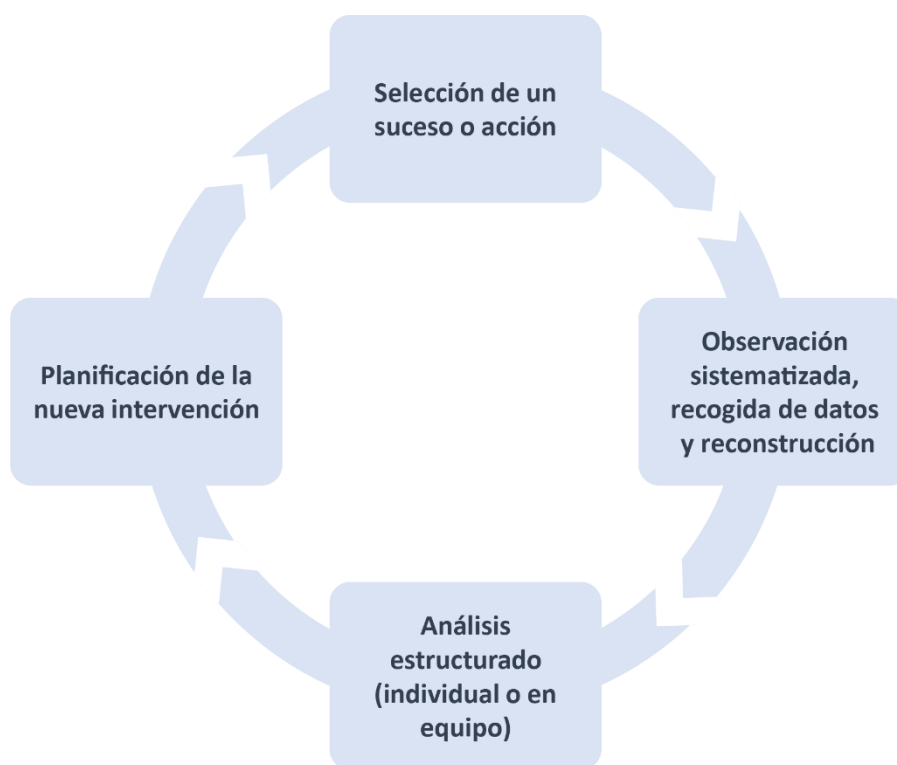 Selección de un
suceso o acción
Observación
sistematizada,
recogida de datos
y reconstrucción
Análisis
estructurado
(individual o en
equipo)
Planificación de la
nueva intervención